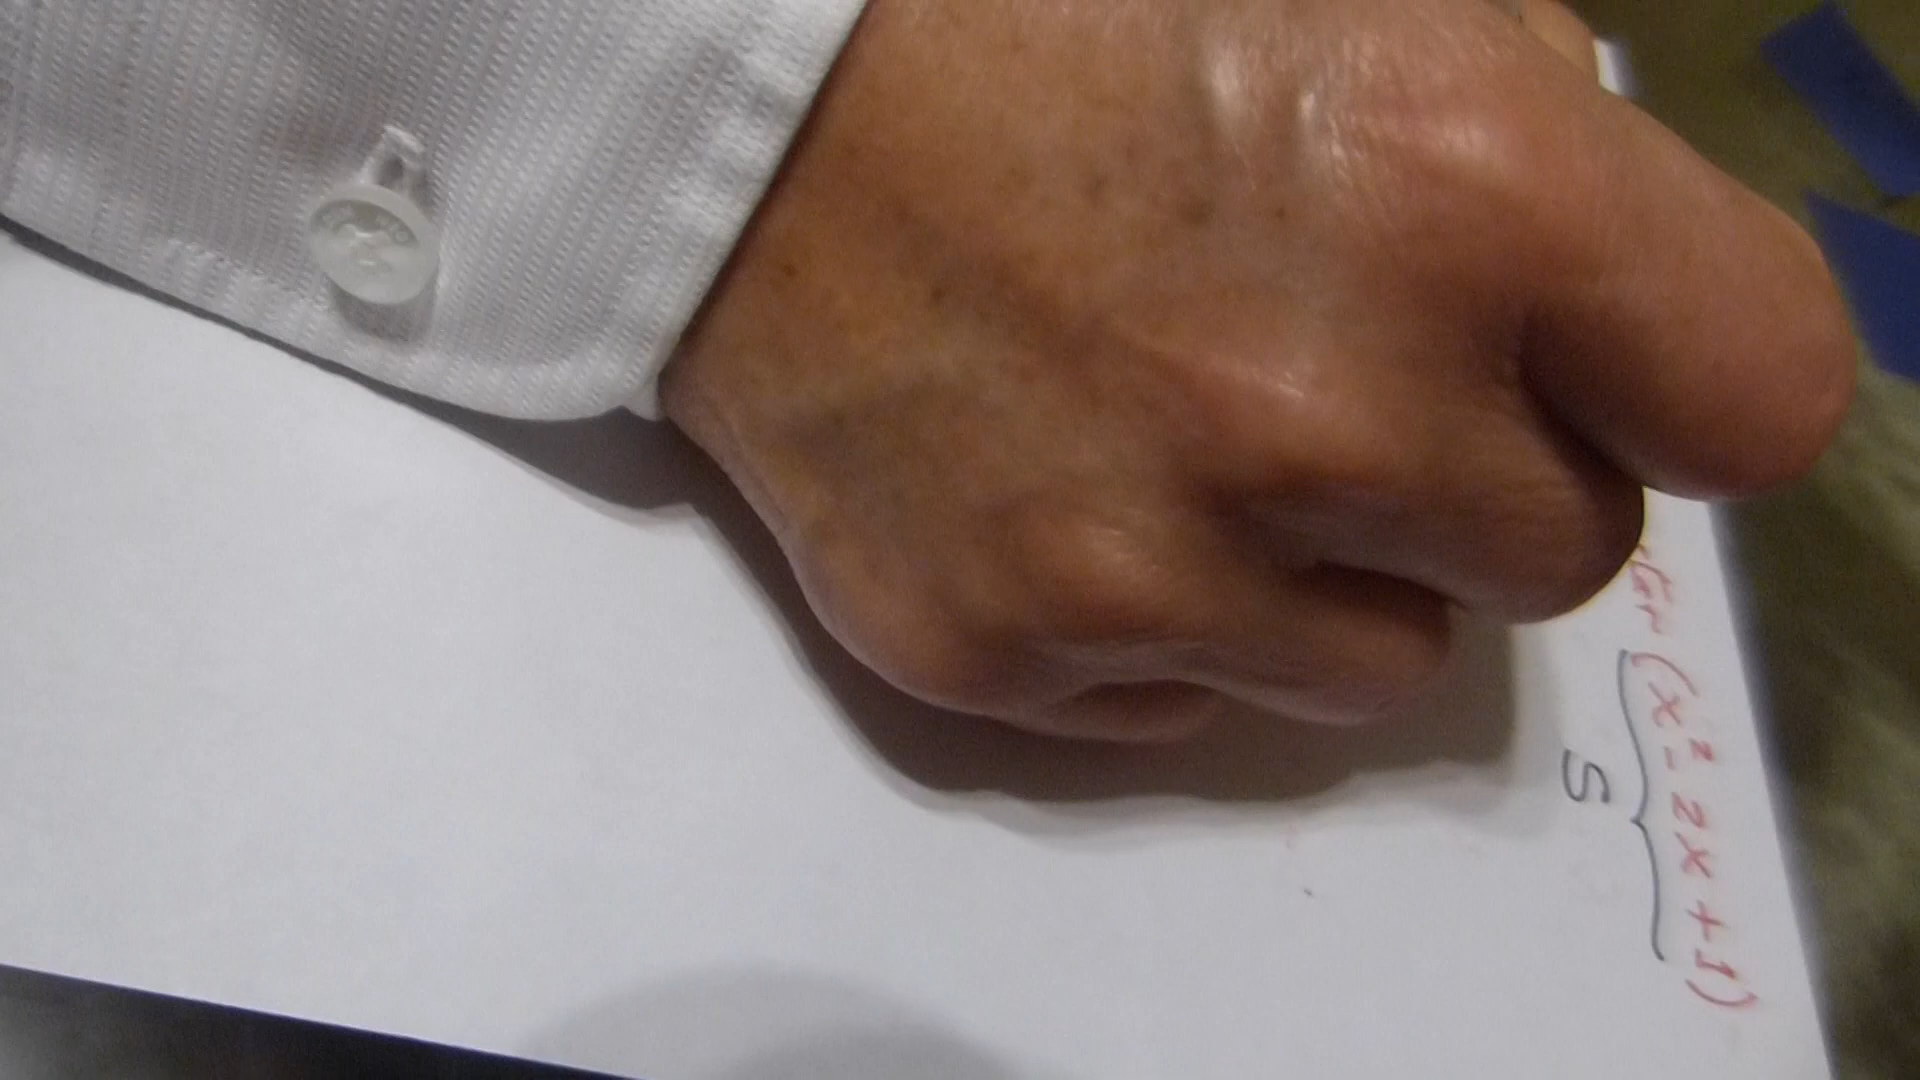 (x² - 2x + 1)
S